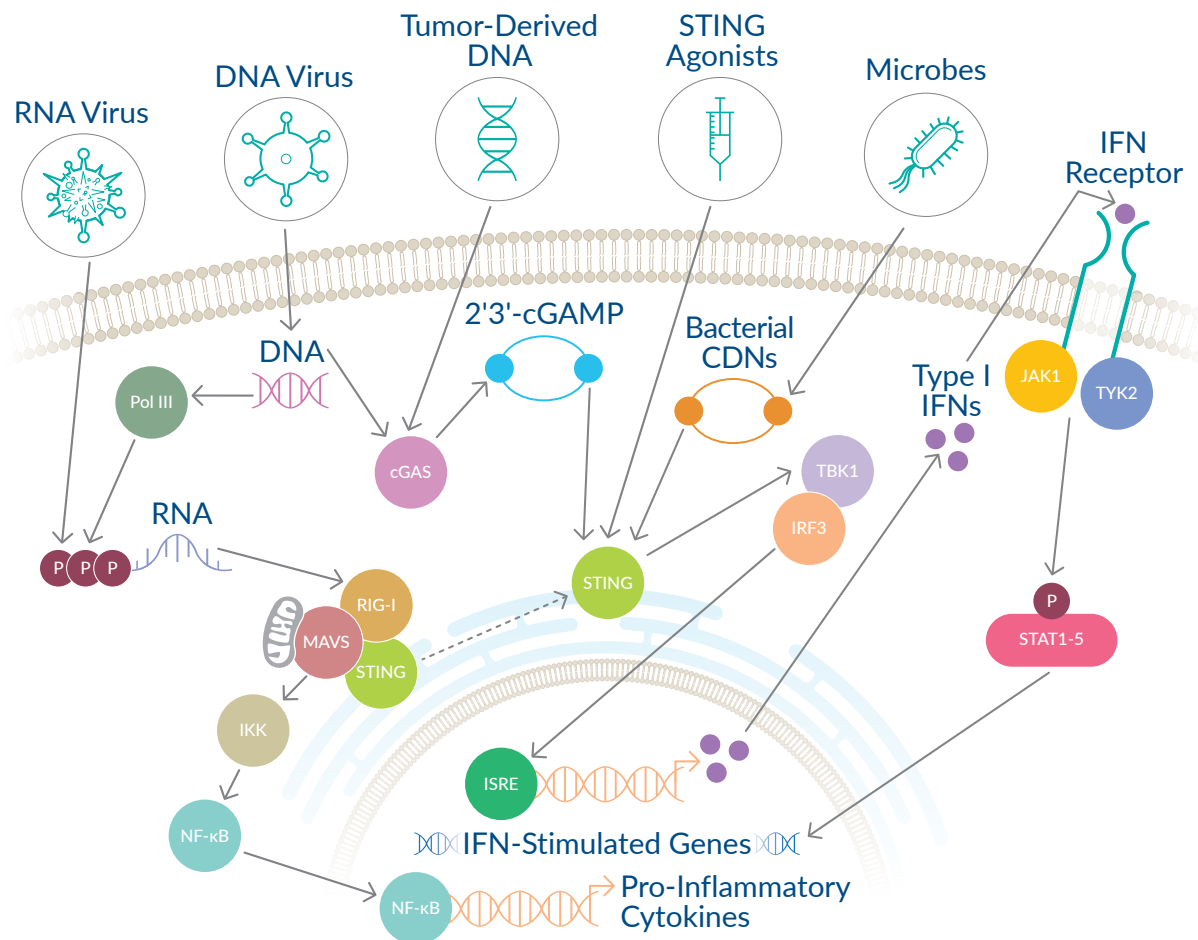 Tumor-Derived
DNA
STING
Agonists
DNA Virus
Microbes
RNA Virus
IFN
Receptor
2'3'-cGAMP
Bacterial
CDNs
DNA
Type I
IFNs
JAK1
TYK2
Pol III
cGAS
TBK1
IRF3
RNA
P
P
P
STING
RIG-I
MAVS
STING
P
STAT1-5
IKK
ISRE
NF-κB
IFN-Stimulated Genes
NF-κB
Pro-Inflammatory
Cytokines